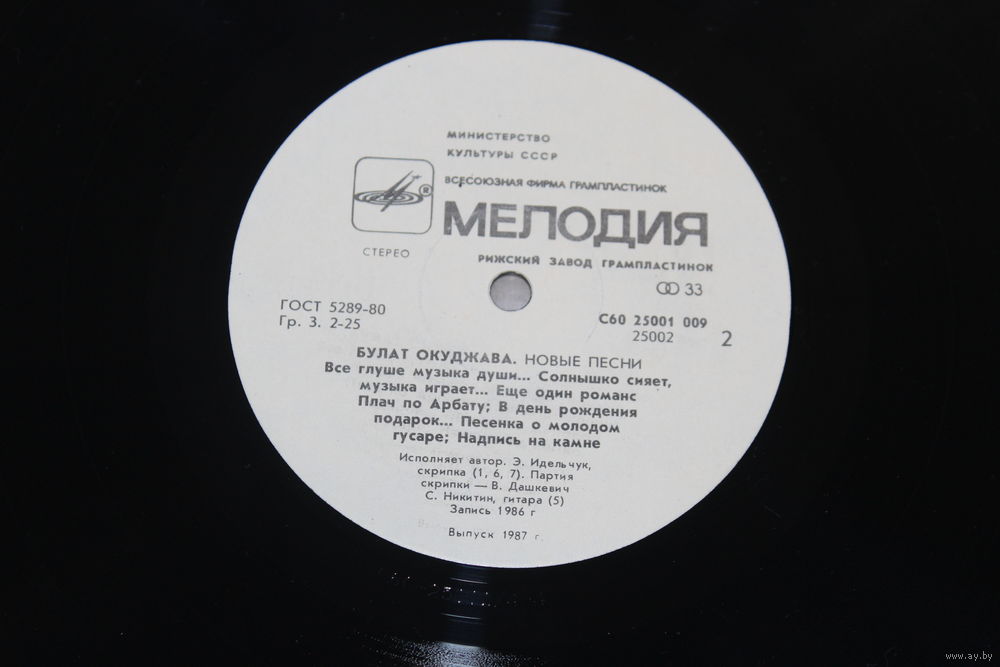 МИНИСТЕРСТВО
КУЛЬТУРЫ СССР
ВСЕСОЮЗНАЯ ФИРМА ГРАМПЛАСТИНОК
®
МЕЛОДИЯ
СТЕРЕО
РИЖСКИЙ ЗАВОД ГРАМПЛАСТИНОК
33
ГОСТ 5289-80
Гр. 3. 2-25
С60 25001 009
25002
2
БУЛАТ ОКУДЖАВА. НОВЫЕ ПЕСНИ
Все глуше музыка души... Солнышко сияет,
музыка играет... Еще один романс
Плач по Арбату; В день рождения
подарок... Песенка о молодом
гусаре; Надпись на камне
Исполняет автор. Э. Идельчук,
скрипка (1, 6, 7). Партия
скрипки — В. Дашкевич
С. Никитин, гитара (5)
Запись 1986 г
Выпуск 1987 г.
www.ay.by